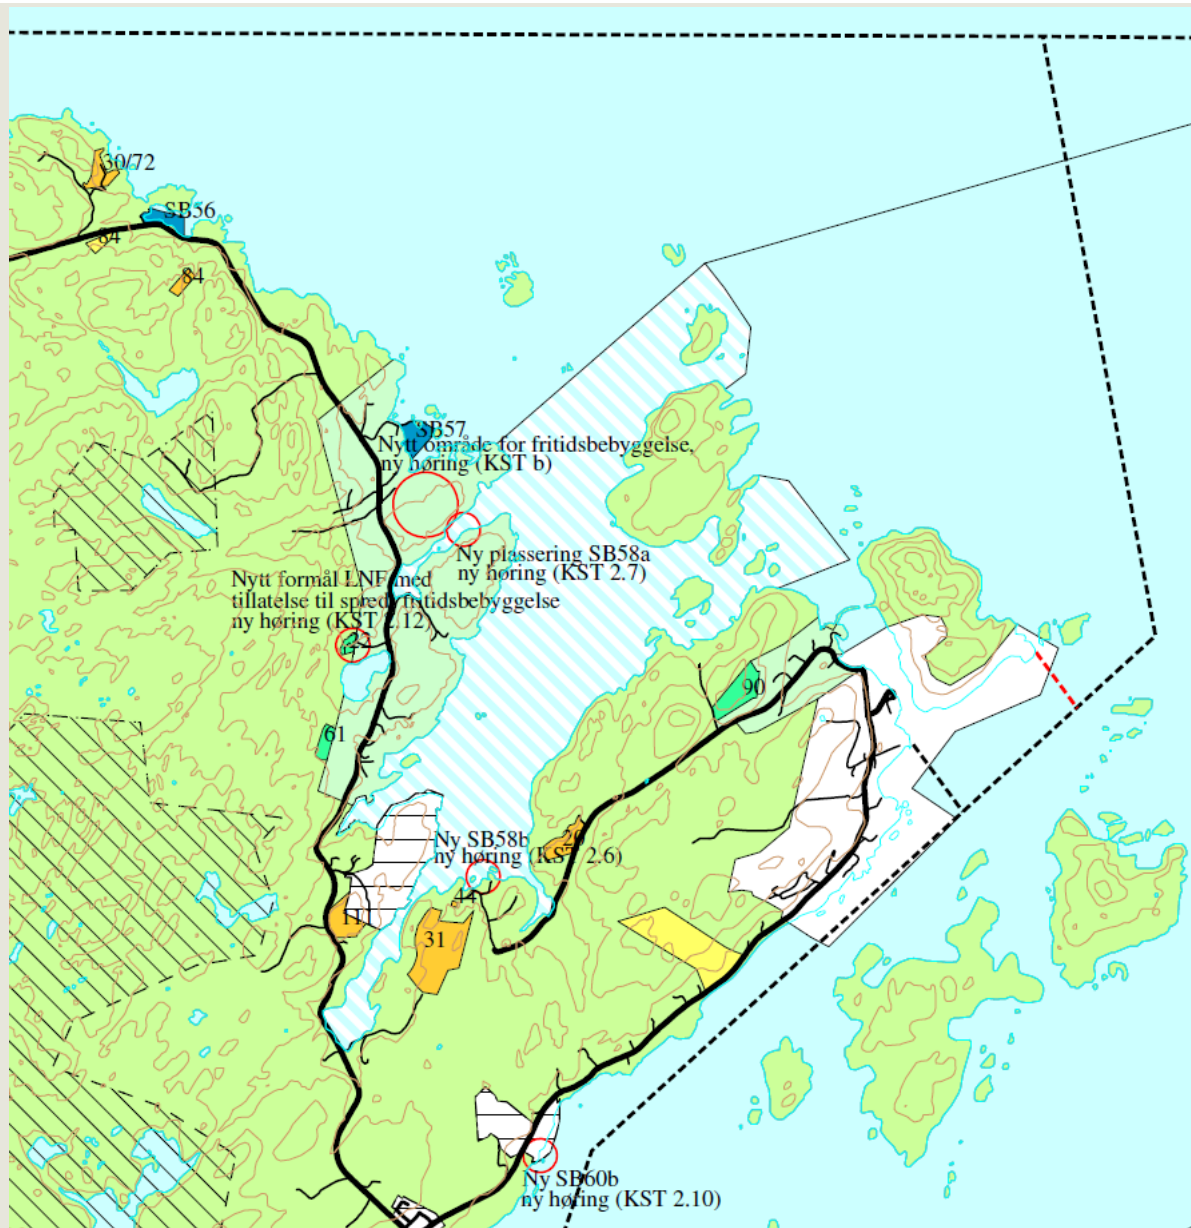 30/72
SB56
84
84
SB57
Nytt område for fritidsbebyggelse,
ny høring (KST b)
Ny plassering SB58a
ny høring (KST 2.7)
Nytt formål LNF med
tillatelse til spredt fritidsbebyggelse
ny høring (KST 2.12)
90
61
Ny SB58b
ny høring (KST 2.6)
44
111
31
Ny SB60b
ny høring (KST 2.10)